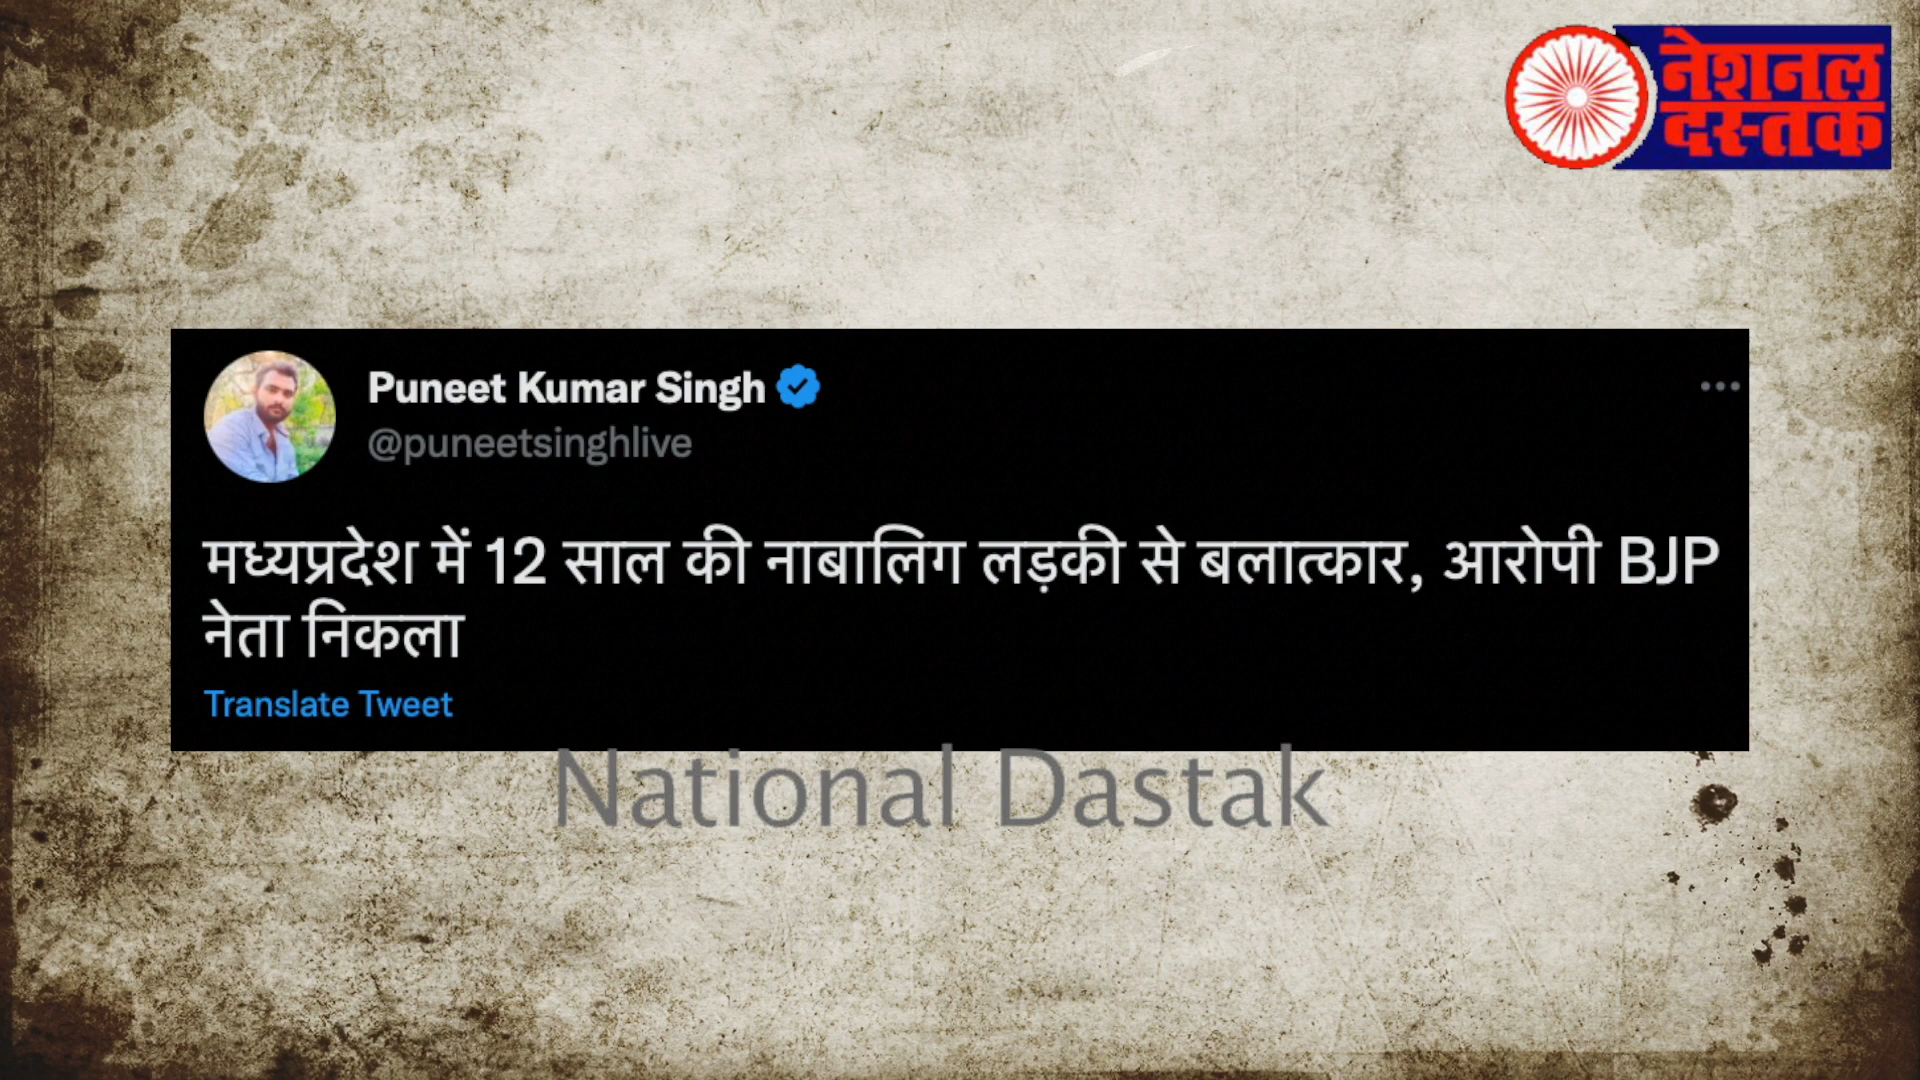 नेशनल
दस्तक
Puneet Kumar Singh
@puneetsinghlive
मध्यप्रदेश में 12 साल की नाबालिग लड़की से बलात्कार, आरोपी BJP
नेता निकला
Translate Tweet
National Dastak